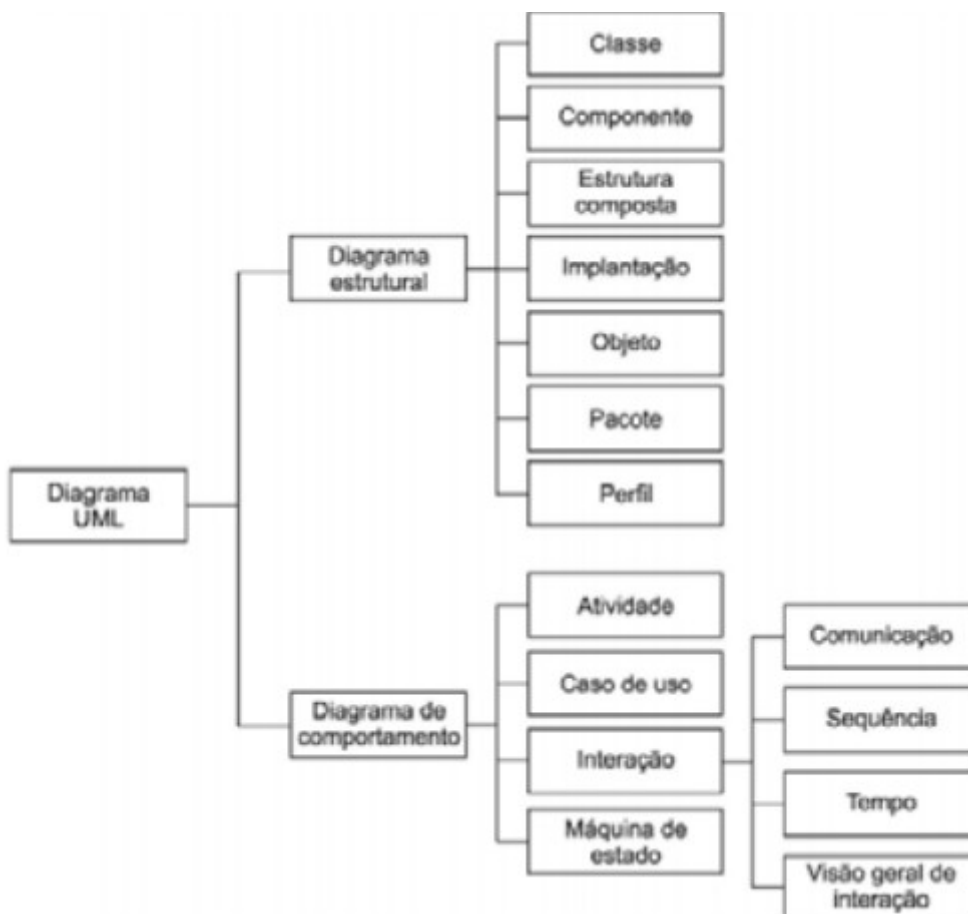 Classe
Componente
Estrutura
composta
Diagrama
estrutural
Implantação
Objeto
Pacote
Diagrama
UML
Perfil
Atividade
Comunicação
Caso de uso
Diagrama de
comportamento
Sequência
Interação
Tempo
Máquina de
estado
Visão geral de
interação